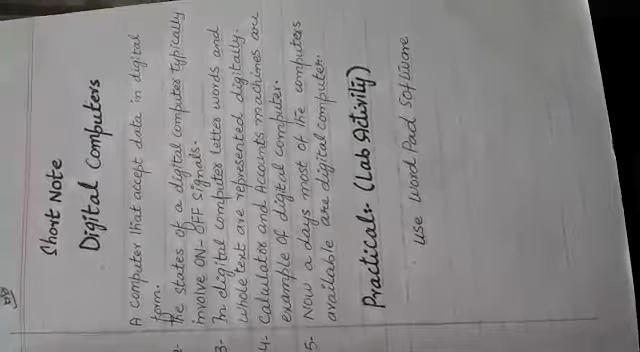 Short Note
Digital Computers
A computer that accept data in digital
form.
2- The states of a digital computer typically
involve ON-OFF signals.
3- In digital computer letter words and
whole text are represented digitally.
4- Calulator and Accounts machines are
example of digital computer.
5- Now a days most of the computers
available are digital computer.
Practical:- (Lab Activity)
use Word Pad Software